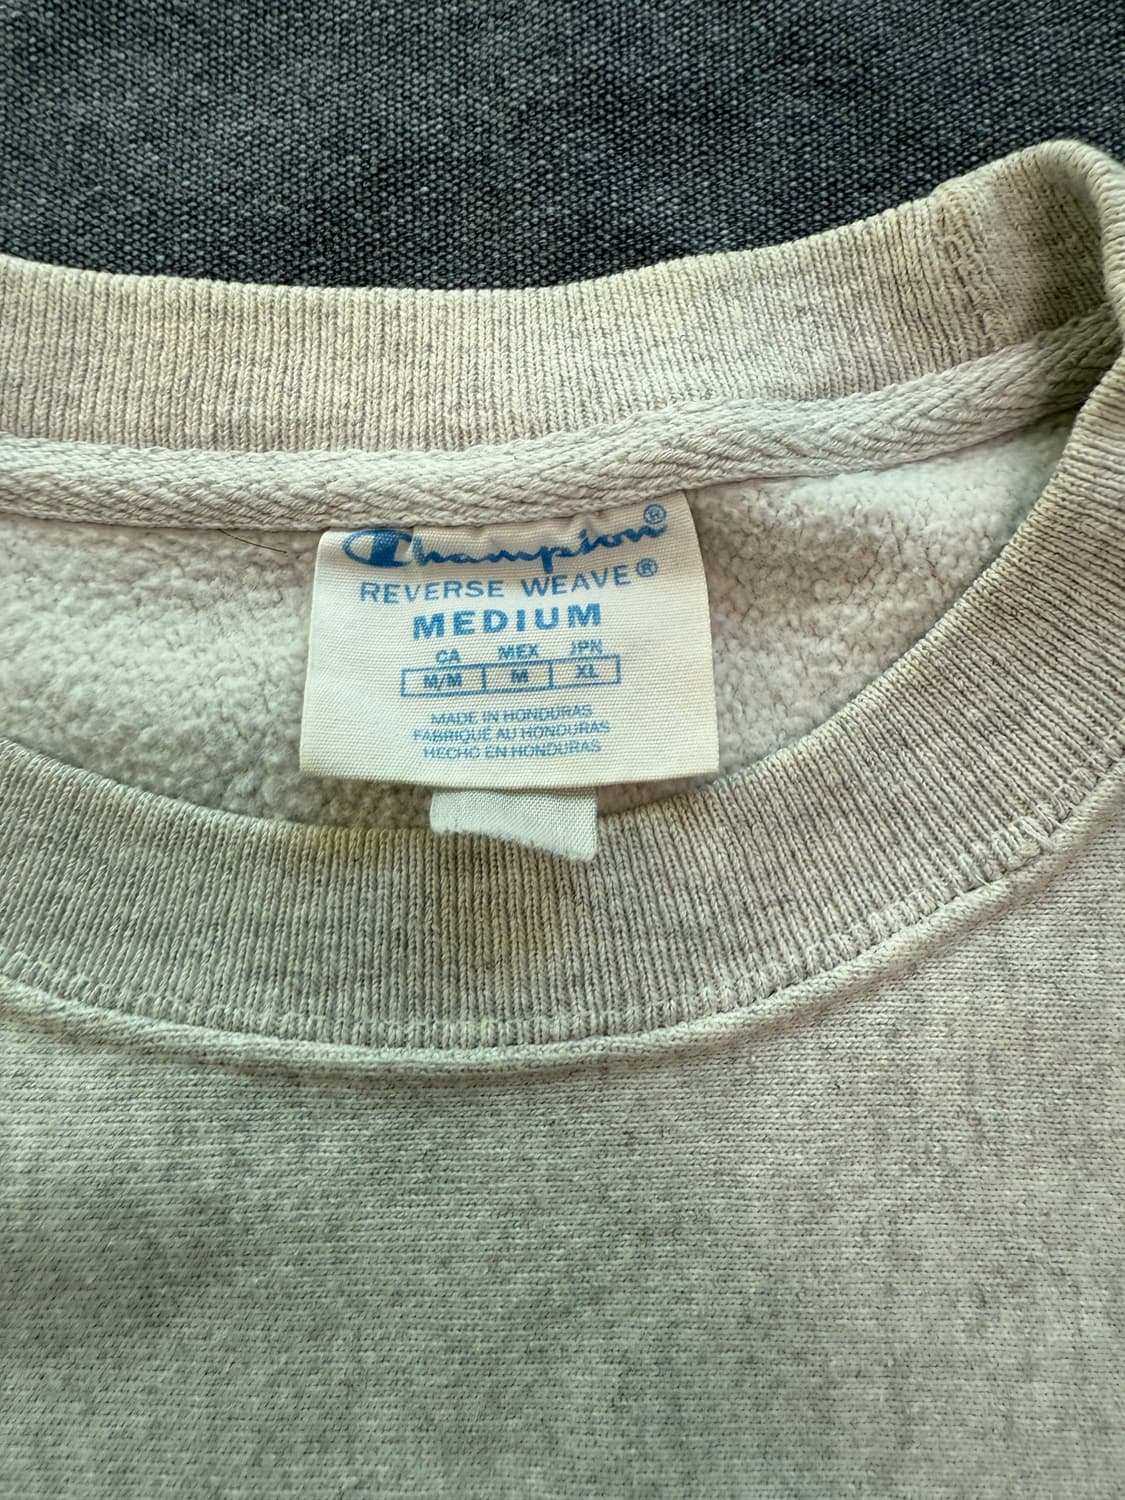 Champion®
REVERSE WEAVE®
MEDIUM
CA MEX JPN
M/M M XL
MADE IN HONDURAS
FABRIQUÉ AU HONDURAS
HECHO EN HONDURAS